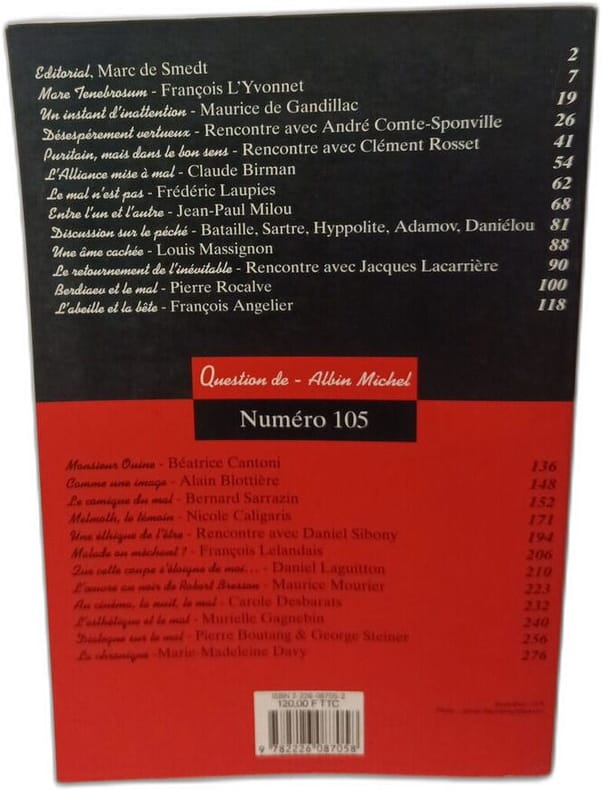 Editorial, Marc de Smedt 2
Mare Tenebrosum - François L'Yvonnet 7
Un instant d'inattention - Maurice de Gandillac 19
Désespérément vertueux - Rencontre avec André Comte-Sponville 26
Puritain, mais dans le bon sens - Rencontre avec Clément Rosset 41
L'Alliance mise à mal - Claude Birman 54
Le mal n'est pas - Frédéric Laupies 62
Entre l'un et l'autre - Jean-Paul Milou 68
Discussion sur le péché - Bataille, Sartre, Hyppolite, Adamov, Daniélou 81
Une âme cachée - Louis Massignon 88
Le retournement de l'inévitable - Rencontre avec Jacques Lacarrière 90
Berdiaev et le mal - Pierre Rocalve 100
L'abeille et la bête - François Angelier 118
Question de - Albin Michel
Numéro 105
Monsieur Ouine - Béatrice Cantoni 136
Comme une image - Alain Blottière 148
Le comique du mal - Bernard Sarrazin 152
Melmoth, le témoin - Nicole Caligaris 171
Une éthique de l'être - Rencontre avec Daniel Sibony 194
Malade ou méchant ? - François Lelandais 206
Que cette coupe s'éloigne de moi... - Daniel Laguitton 210
L'œuvre au noir de Robert Bresson - Maurice Mourier 223
Au cinéma, la nuit, le mal - Carole Desbarats 232
L'esthétique et le mal - Murielle Gagnebin 240
Dialogue sur le mal - Pierre Boutang & George Steiner 256
La chronique - Marie-Madeleine Davy 276
ISBN 2-226-08705-2
120,00 F TTC
9 782226 087058